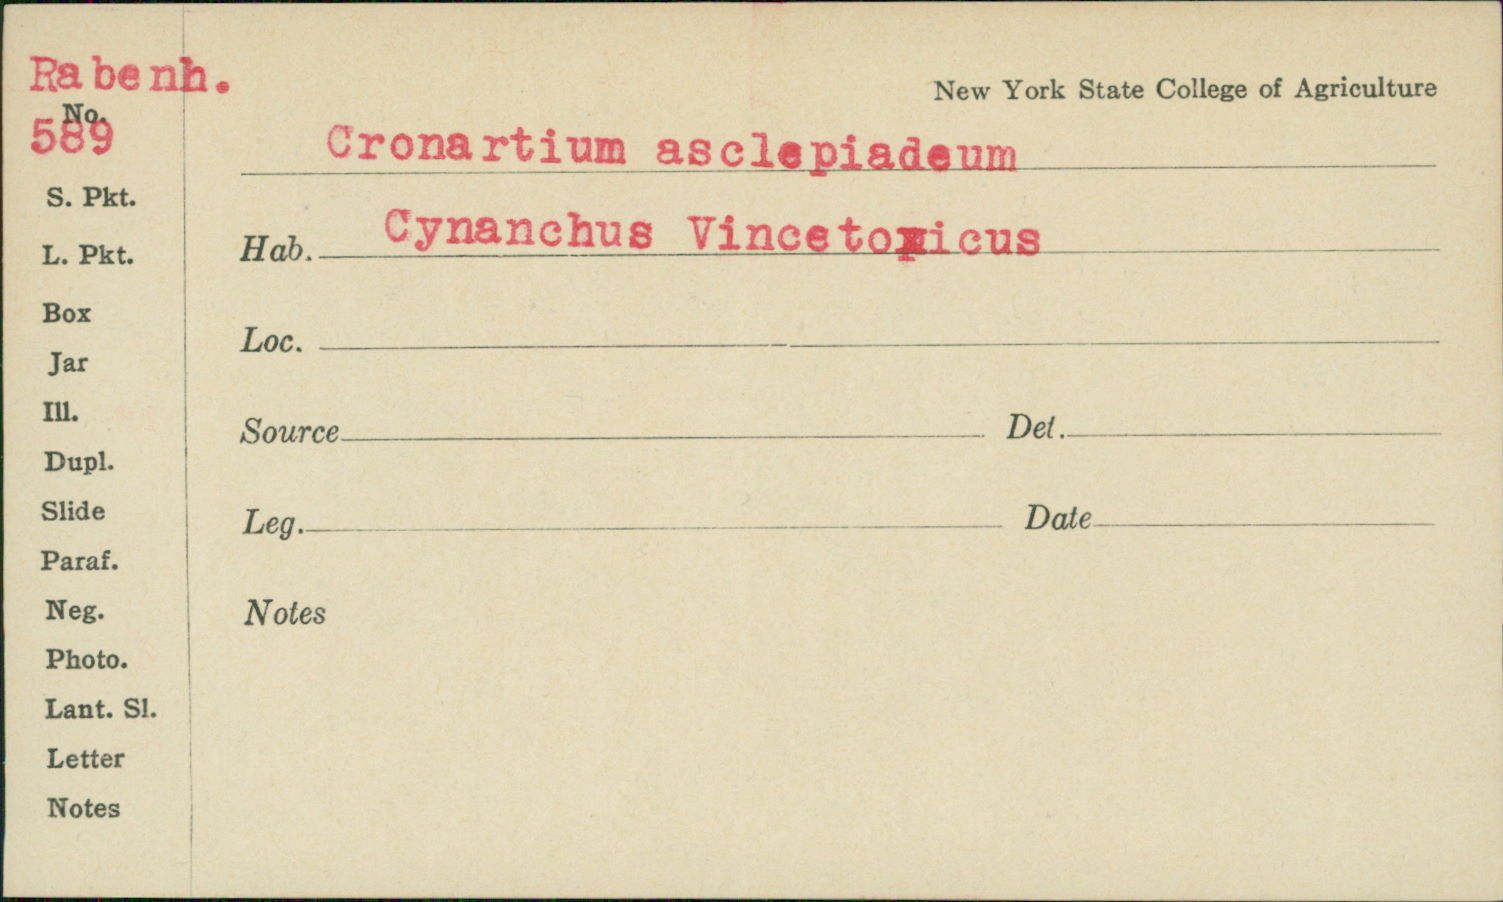 Rabenh.
No.
589
New York State College of Agriculture
Cronartium asclepiadeum
Hab. Cynanchus Vincetoxicus
Loc.
Source Det.
Leg. Date
Notes
S. Pkt.
L. Pkt.
Box
Jar
Ill.
Dupl.
Slide
Paraf.
Neg.
Photo.
Lant. Sl.
Letter
Notes